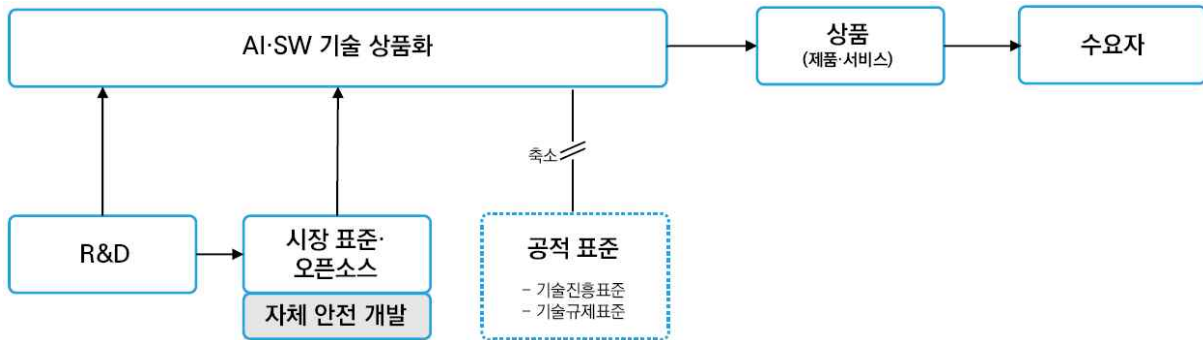 AI·SW 기술 상품화
상품
(제품·서비스)
수요자
축소
R&D
시장 표준·
오픈소스
자체 안전 개발
공적 표준
- 기술진흥표준
- 기술규제표준